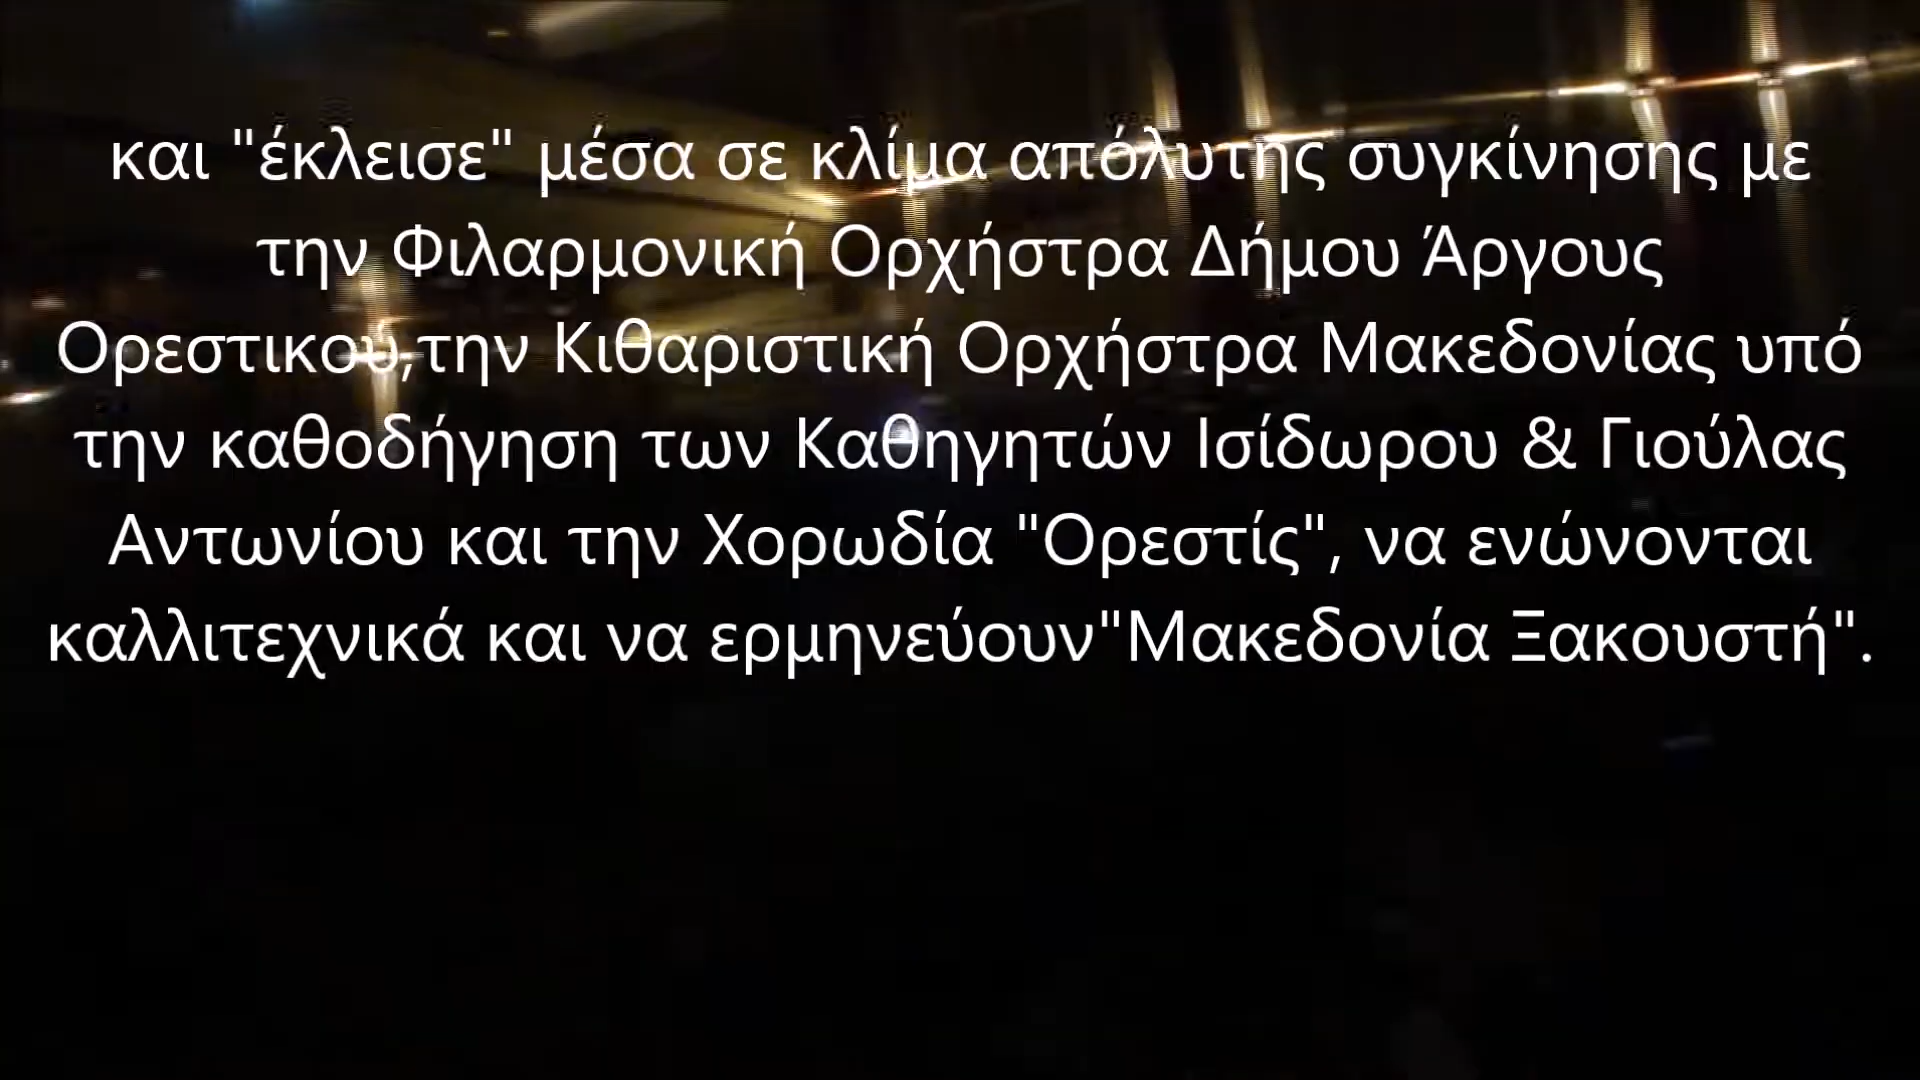 και "έκλεισε" μέσα σε κλίμα απόλυτης συγκίνησης με
την Φιλαρμονική Ορχήστρα Δήμου Άργους
Ορεστικού,την Κιθαριστική Ορχήστρα Μακεδονίας υπό
την καθοδήγηση των Καθηγητών Ισίδωρου & Γιούλας
Αντωνίου και την Χορωδία "Ορεστίς", να ενώνονται
καλλιτεχνικά και να ερμηνεύουν"Μακεδονία Ξακουστή".